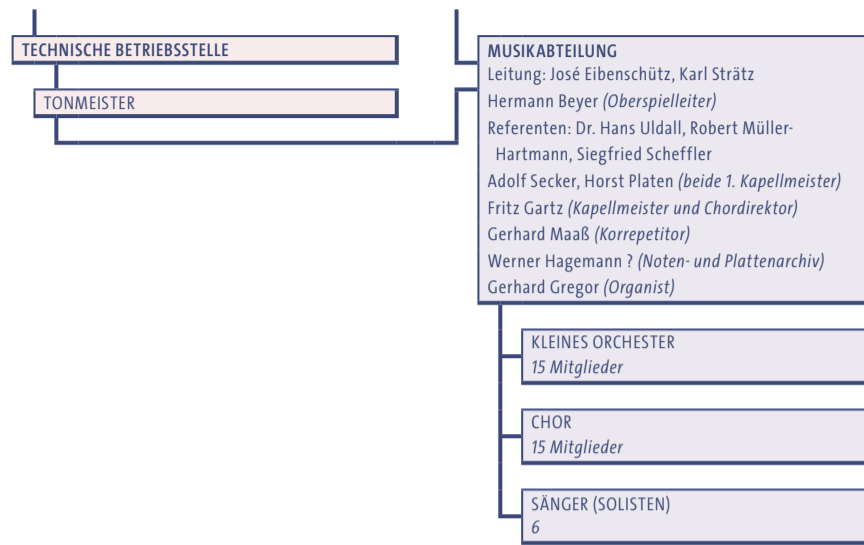 TECHNISCHE BETRIEBSSTELLE
TONMEISTER
MUSIKABTEILUNG
Leitung: José Eibenschütz, Karl Strätz
Hermann Beyer (Oberspielleiter)
Referenten: Dr. Hans Uldall, Robert Müller-
Hartmann, Siegfried Scheffler
Adolf Secker, Horst Platen (beide 1. Kapellmeister)
Fritz Gartz (Kapellmeister und Chordirektor)
Gerhard Maaß (Korrepetitor)
Werner Hagemann ? (Noten- und Plattenarchiv)
Gerhard Gregor (Organist)
KLEINES ORCHESTER
15 Mitglieder
CHOR
15 Mitglieder
SÄNGER (SOLISTEN)
6